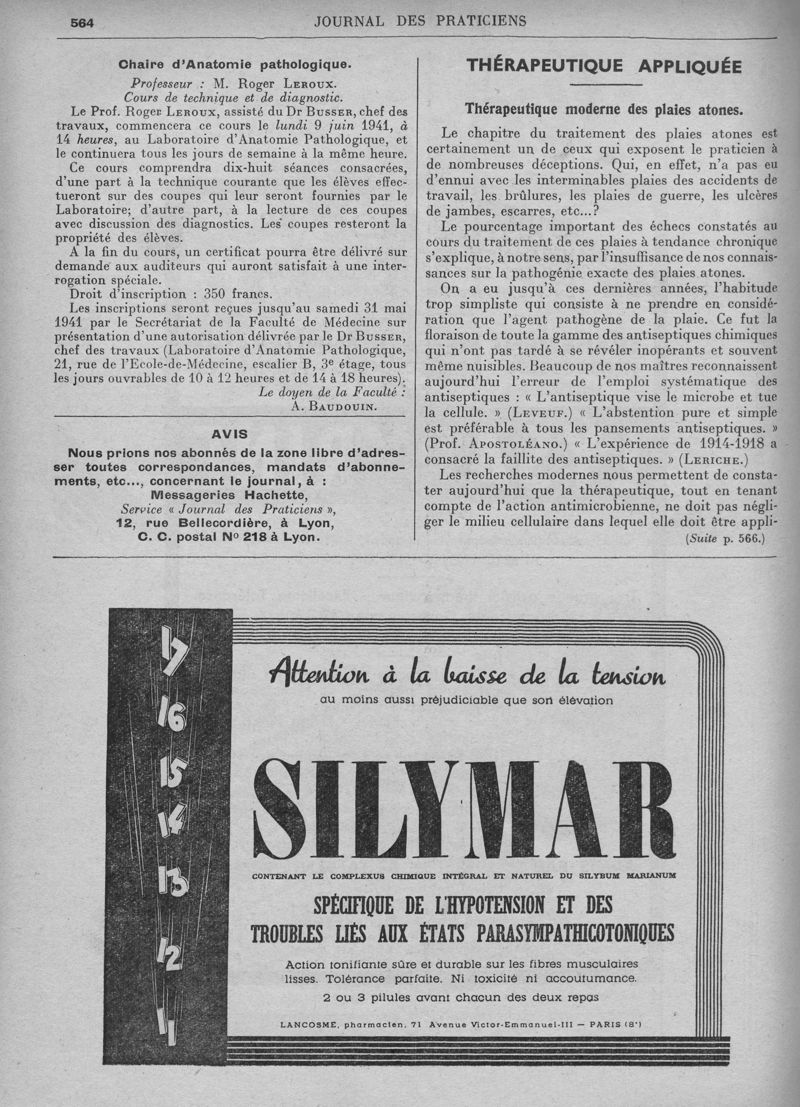 564
JOURNAL DES PRATICIENS
Chaire d'Anatomie pathologique.
Professeur : M. Roger LEROUX.
Cours de technique et de diagnostic.
Le Prof. Roger LEROUX, assisté du Dr BUSSER, chef des
travaux, commencera ce cours le lundi 9 juin 1941, à
14 heures, au Laboratoire d'Anatomie Pathologique, et
le continuera tous les jours de semaine à la même heure.
Ce cours comprendra dix-huit séances consacrées,
d'une part à la technique courante que les élèves effec-
tueront sur des coupes qui leur seront fournies par le
Laboratoire; d'autre part, à la lecture de ces coupes
avec discussion des diagnostics. Les coupes resteront la
propriété des élèves.
A la fin du cours, un certificat pourra être délivré sur
demande aux auditeurs qui auront satisfait à une inter-
rogation spéciale.
Droit d'inscription : 350 francs.
Les inscriptions seront reçues jusqu'au samedi 31 mai
1941 par le Secrétariat de la Faculté de Médecine sur
présentation d'une autorisation délivrée par le Dr BUSSER,
chef des travaux (Laboratoire d'Anatomie Pathologique,
21, rue de l'Ecole-de-Médecine, escalier B, 3e étage, tous
les jours ouvrables de 10 à 12 heures et de 14 à 18 heures).
Le doyen de la Faculté :
A. BAUDOUIN.
AVIS
Nous prions nos abonnés de la zone libre d'adres-
ser toutes correspondances, mandats d'abonne-
ments, etc..., concernant le journal, à :
Messageries Hachette,
Service « Journal des Praticiens »,
12, rue Bellecordière, à Lyon,
C. C. postal No 218 à Lyon.
THÉRAPEUTIQUE APPLIQUÉE
Thérapeutique moderne des plaies atones.
Le chapitre du traitement des plaies atones est
certainement un de ceux qui exposent le praticien à
de nombreuses déceptions. Qui, en effet, n'a pas eu
d'ennui avec les interminables plaies des accidents de
travail, les brûlures, les plaies de guerre, les ulcères
de jambes, escarres, etc...?
Le pourcentage important des échecs constatés au
cours du traitement de ces plaies à tendance chronique
s'explique, à notre sens, par l'insuffisance de nos connais-
sances sur la pathogénie exacte des plaies atones.
On a eu jusqu'à ces dernières années, l'habitude
trop simpliste qui consiste à ne prendre en considé-
ration que l'agent pathogène de la plaie. Ce fut la
floraison de toute la gamme des antiseptiques chimiques
qui n'ont pas tardé à se révéler inopérants et souvent
même nuisibles. Beaucoup de nos maîtres reconnaissent
aujourd'hui l'erreur de l'emploi systématique des
antiseptiques : « L'antiseptique vise le microbe et tue
la cellule. » (LEVEUF.) « L'abstention pure et simple
est préférable à tous les pansements antiseptiques. »
(Prof. APOSTOLÉANO.) « L'expérience de 1914-1918 a
consacré la faillite des antiseptiques. » (LERICHE.)
Les recherches modernes nous permettent de consta-
ter aujourd'hui que la thérapeutique, tout en tenant
compte de l'action antimicrobienne, ne doit pas négli-
ger le milieu cellulaire dans lequel elle doit être appli-
(Suite p. 566.)
17
16
15
14
13
12
11
Attention à la baisse de la tension
au moins aussi préjudiciable que son élévation
SILYMAR
CONTENANT LE COMPLEXUS CHIMIQUE INTÉGRAL ET NATUREL DU SILYBUM MARIANUM
SPÉCIFIQUE DE L'HYPOTENSION ET DES
TROUBLES LIÉS AUX ÉTATS PARASYMPATHICOTONIQUES
Action tonifiante sûre et durable sur les fibres musculaires
lisses. Tolérance parfaite. Ni toxicité ni accoutumance.
2 ou 3 pilules avant chacun des deux repas
LANCOSME, pharmacien, 71 Avenue Victor-Emmanuel-III — PARIS (8e)